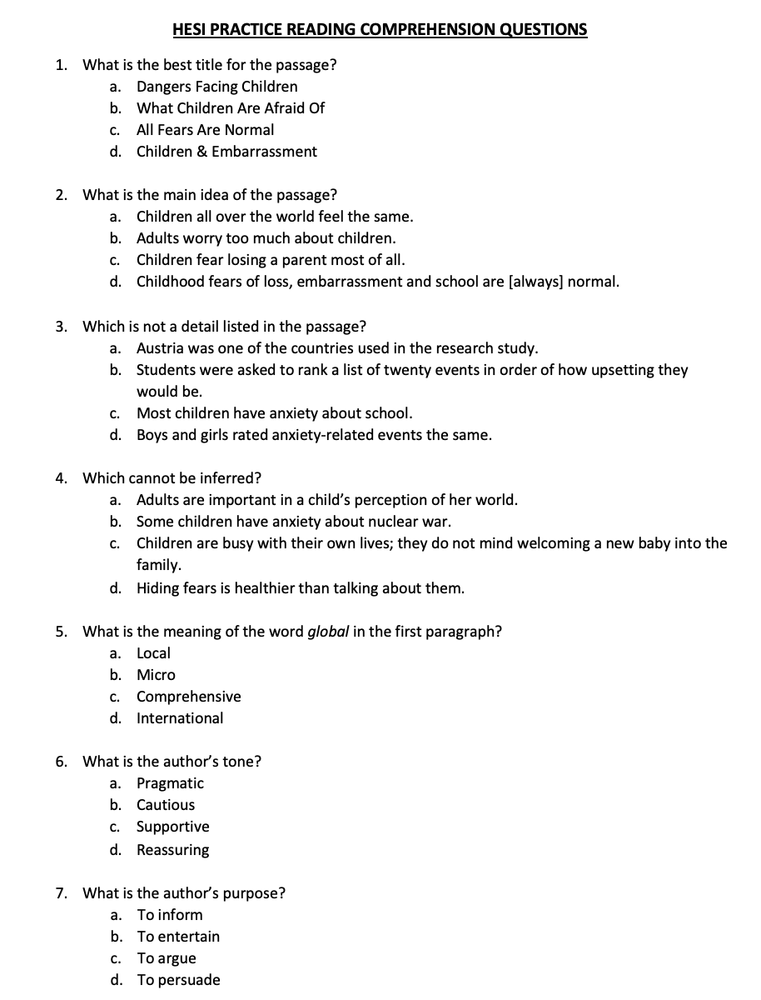 HESI PRACTICE READING COMPREHENSION QUESTIONS
1. What is the best title for the passage?
a. Dangers Facing Children
b. What Children Are Afraid Of
c. All Fears Are Normal
d. Children & Embarrassment
2. What is the main idea of the passage?
a. Children all over the world feel the same.
b. Adults worry too much about children.
c. Children fear losing a parent most of all.
d. Childhood fears of loss, embarrassment and school are [always] normal.
3. Which is not a detail listed in the passage?
a. Austria was one of the countries used in the research study.
b. Students were asked to rank a list of twenty events in order of how upsetting they
would be.
c. Most children have anxiety about school.
d. Boys and girls rated anxiety-related events the same.
4. Which cannot be inferred?
a. Adults are important in a child’s perception of her world.
b. Some children have anxiety about nuclear war.
c. Children are busy with their own lives; they do not mind welcoming a new baby into the
family.
d. Hiding fears is healthier than talking about them.
5. What is the meaning of the word global in the first paragraph?
a. Local
b. Micro
c. Comprehensive
d. International
6. What is the author’s tone?
a. Pragmatic
b. Cautious
c. Supportive
d. Reassuring
7. What is the author’s purpose?
a. To inform
b. To entertain
c. To argue
d. To persuade